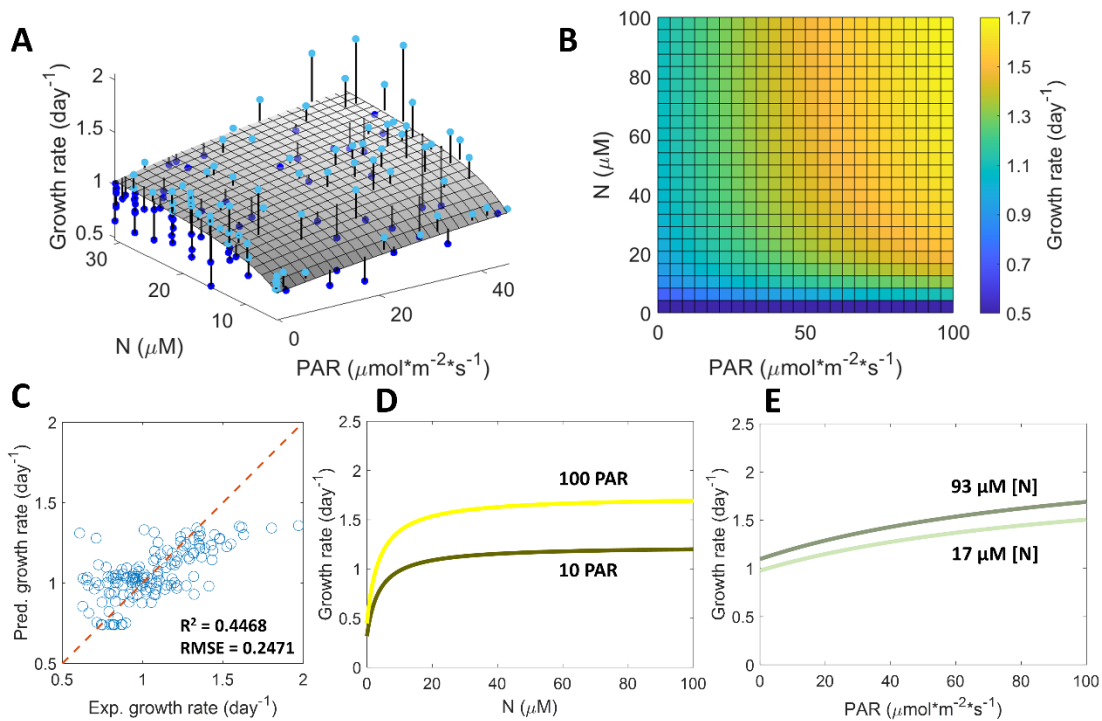 A
Growth rate (day-1)
2
1.5
1
0.5
30
20
10
N (μM)
0
20
40
PAR (μmol*m-2*s-1)
B
N (μM)
100
80
60
40
20
0
0
50
100
PAR (μmol*m-2*s-1)
1.7
1.5
1.3
1.1
0.9
0.7
0.5
Growth rate (day-1)
C
Pred. growth rate (day-1)
2
1.5
1
0.5
0.5
1
1.5
2
R2 = 0.4468
RMSE = 0.2471
Exp. growth rate (day-1)
D
Growth rate (day-1)
2.5
2
1.5
1
0.5
0
100 PAR
10 PAR
0
20
40
60
80
100
N (μM)
E
Growth rate (day-1)
2.5
2
1.5
1
0.5
0
93 μM [N]
17 μM [N]
0
20
40
60
80
100
PAR (μmol*m-2*s-1)